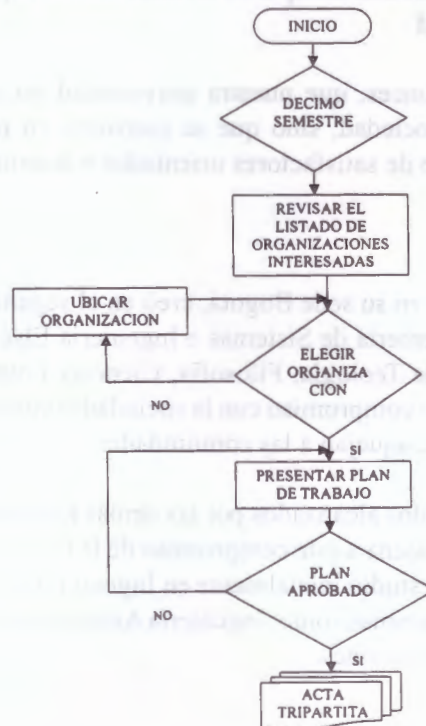 INICIO
DECIMO
SEMESTRE
REVISAR EL
LISTADO DE
ORGANIZACIONES
INTERESADAS
UBICAR
ORGANIZACION
ELEGIR
ORGANIZA
CIÓN
NO
SI
PRESENTAR PLAN
DE TRABAJO
PLAN
APROBADO
NO
SI
ACTA
TRIPARTITA